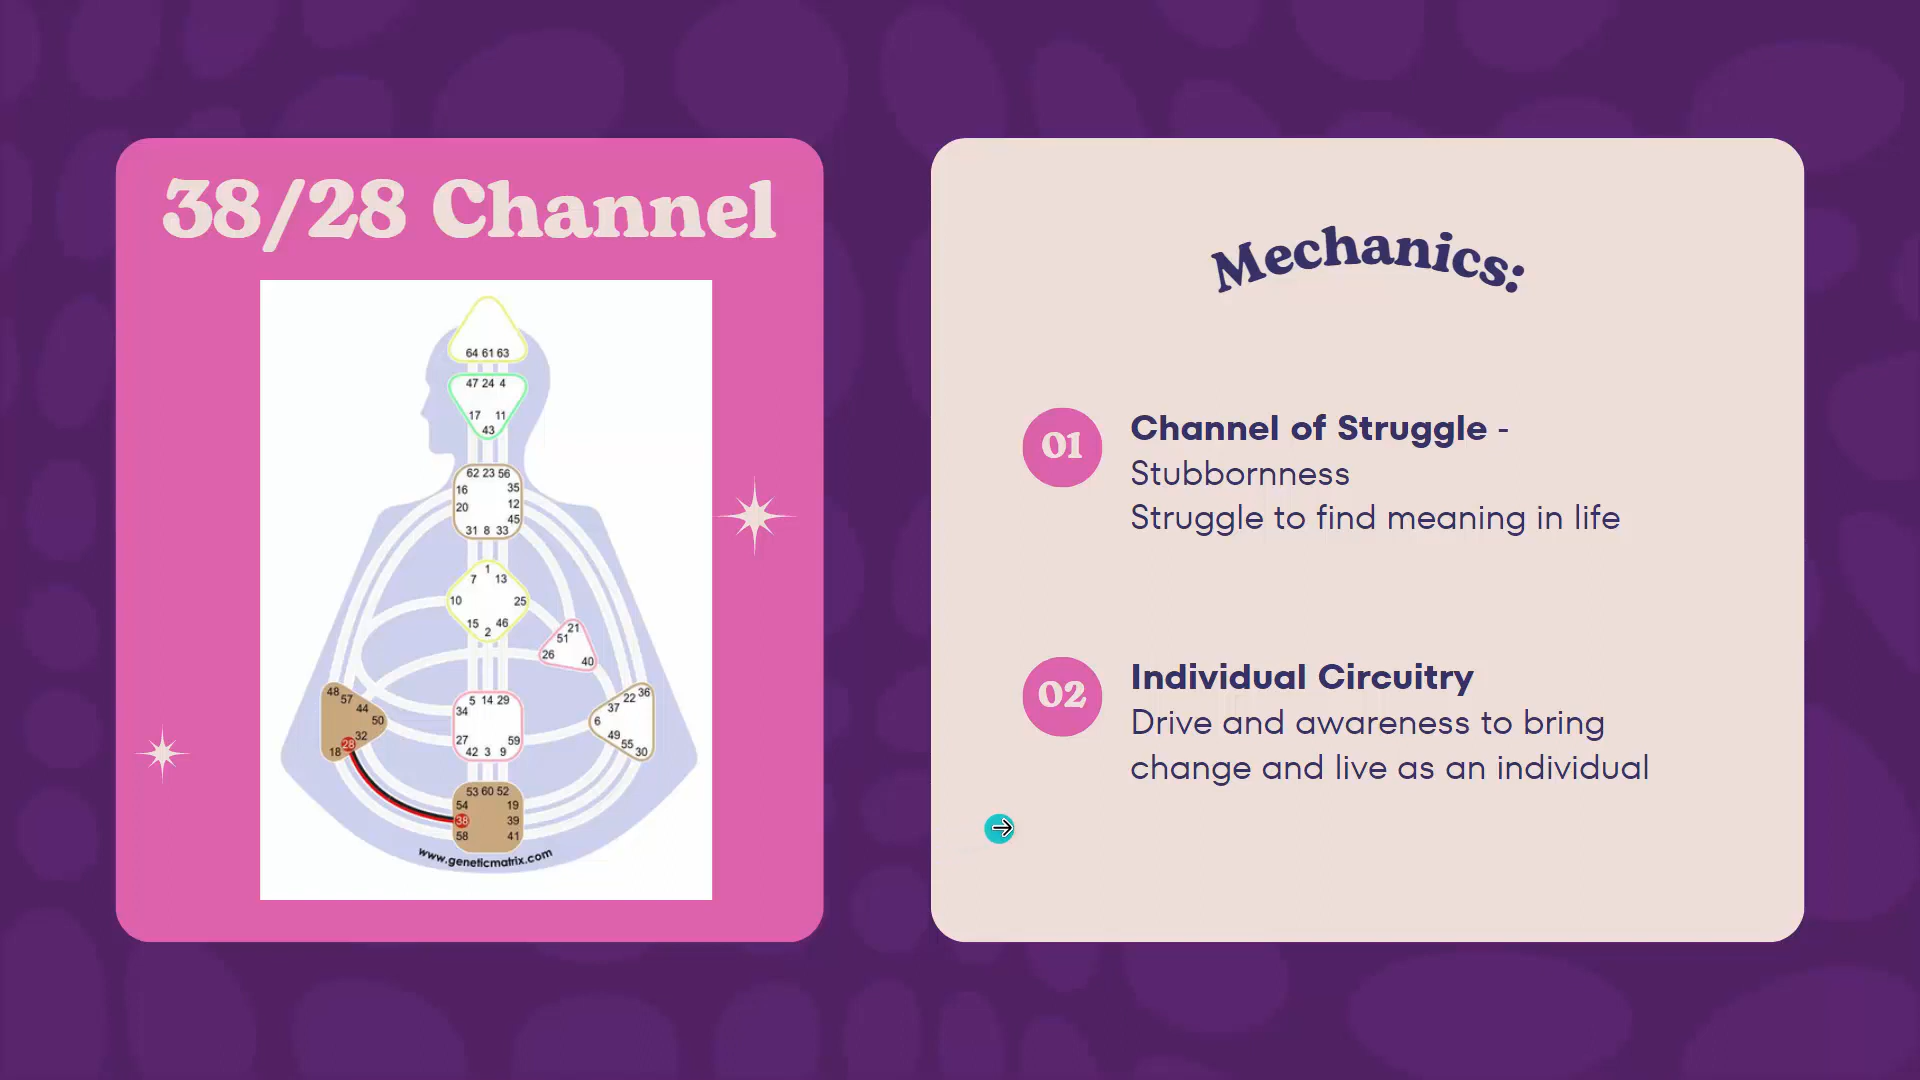 38/28 Channel
64 61 63
47 24 4
17 11
43
62 23 56
16 35
20 12
45
31 8 33
1
7 13
10 25
15 46
2
21
51
26 40
48 57
44
50
32
28
18
5 14 29
34
27 59
42 3 9
36
22
37
6
49
55 30
53 60 52
54 19
38 39
58 41
www.geneticmatrix.com
Mechanics:
01
Channel of Struggle -
Stubbornness
Struggle to find meaning in life
02
Individual Circuitry
Drive and awareness to bring
change and live as an individual